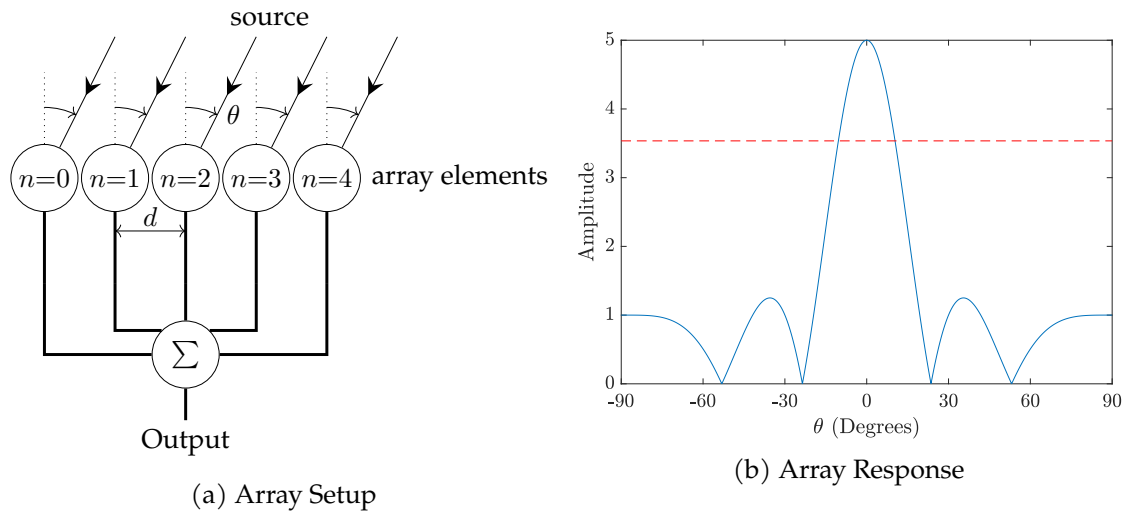 source
θ
n=0 n=1 n=2 n=3 n=4 array elements
d
Σ
Output
(a) Array Setup
5
4
3
2
1
0
Amplitude
-90 -60 -30 0 30 60 90
θ (Degrees)
(b) Array Response